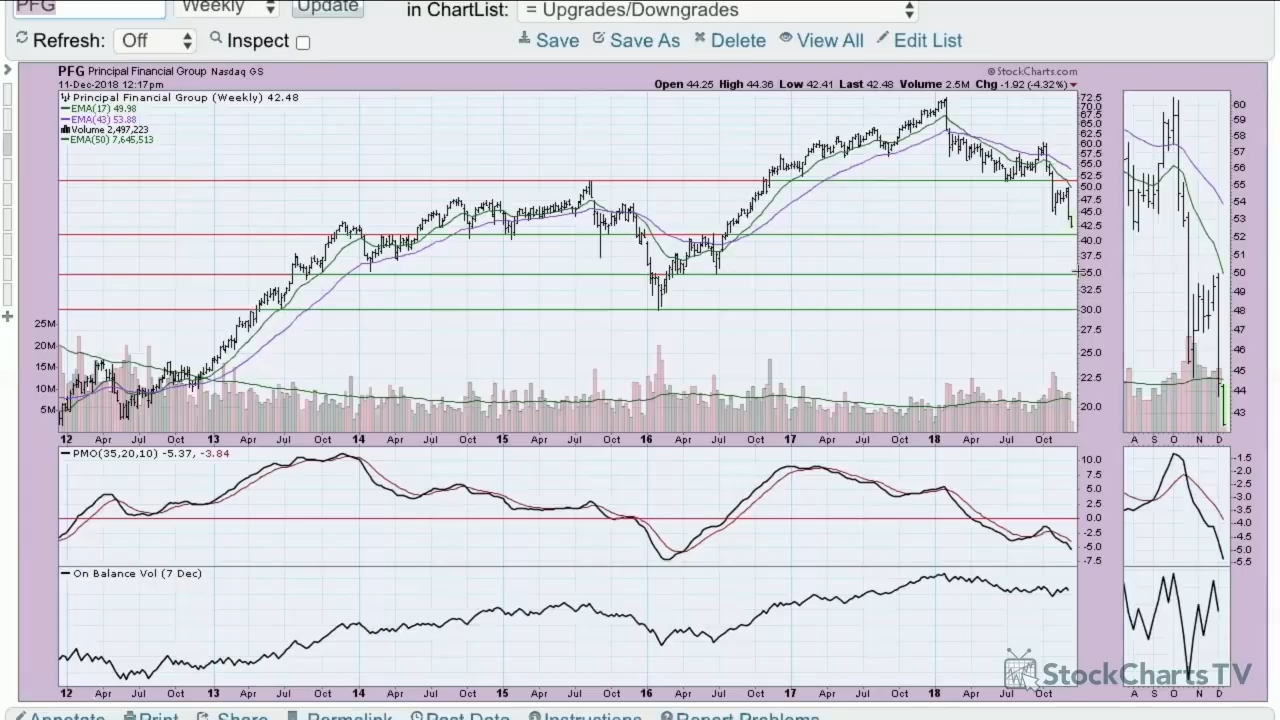 PFG Weekly Update in ChartList: = Upgrades/Downgrades
Refresh: Off Inspect Save Save As Delete View All Edit List
PFG Principal Financial Group Nasdaq GS © StockCharts.com
11-Dec-2018 12:17pm Open 44.25 High 44.36 Low 42.41 Last 42.48 Volume 2.5M Chg -1.92 (-4.32%)
Principal Financial Group (Weekly) 42.48
EMA(17) 49.98
EMA(43) 53.88
Volume 2,497,223
EMA(50) 7,645,513
72.5
70.0
67.5
65.0
62.5
60.0
57.5
55.0
52.5
50.0
47.5
45.0
42.5
40.0
37.5
35.0
32.5
30.0
27.5
25.0
22.5
20.0
25M
20M
15M
10M
5M
60
59
58
57
56
55
54
53
52
51
50
49
48
47
46
45
44
43
12 Apr Jul Oct 13 Apr Jul Oct 14 Apr Jul Oct 15 Apr Jul Oct 16 Apr Jul Oct 17 Apr Jul Oct 18 Apr Jul Oct
A S O N D
PMO(35,20,10) -5.37, -3.84
10.0
7.5
5.0
2.5
0.0
-2.5
-5.0
-7.5
-1.5
-2.0
-2.5
-3.0
-3.5
-4.0
-4.5
-5.0
-5.5
On Balance Vol (7 Dec)
12 Apr Jul Oct 13 Apr Jul Oct 14 Apr Jul Oct 15 Apr Jul Oct 16 Apr Jul Oct 17 Apr Jul Oct 18 Apr Jul Oct
A S O N D
StockCharts TV
Annotate Print Share Permalink Past Data Instructions Report Problems